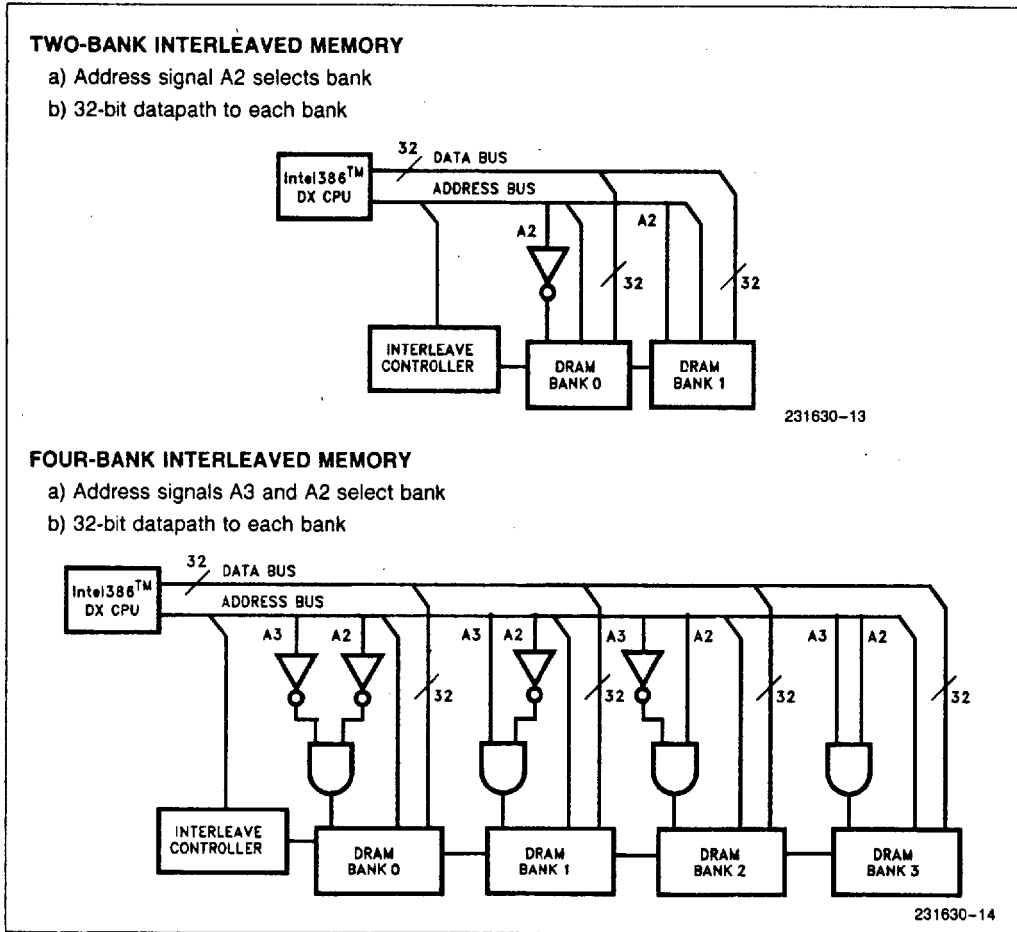 TWO-BANK INTERLEAVED MEMORY
a) Address signal A2 selects bank
b) 32-bit datapath to each bank
32
DATA BUS
Intel386™
DX CPU
ADDRESS BUS
A2
A2
32
32
INTERLEAVE
CONTROLLER
DRAM
BANK 0
DRAM
BANK 1
231630-13
FOUR-BANK INTERLEAVED MEMORY
a) Address signals A3 and A2 select bank
b) 32-bit datapath to each bank
32
DATA BUS
Intel386™
DX CPU
ADDRESS BUS
A3
A2
A3
A2
A3
A2
A3
A2
32
32
32
32
INTERLEAVE
CONTROLLER
DRAM
BANK 0
DRAM
BANK 1
DRAM
BANK 2
DRAM
BANK 3
231630-14